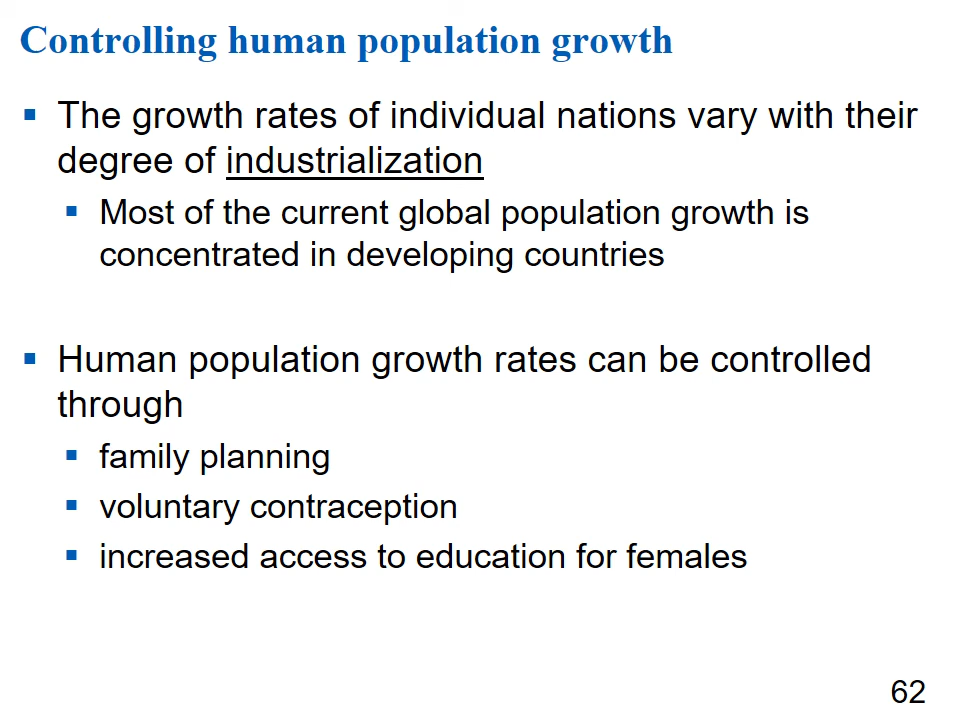 Controlling human population growth
▪ The growth rates of individual nations vary with their
degree of industrialization
▪ Most of the current global population growth is
concentrated in developing countries
▪ Human population growth rates can be controlled
through
▪ family planning
▪ voluntary contraception
▪ increased access to education for females
62